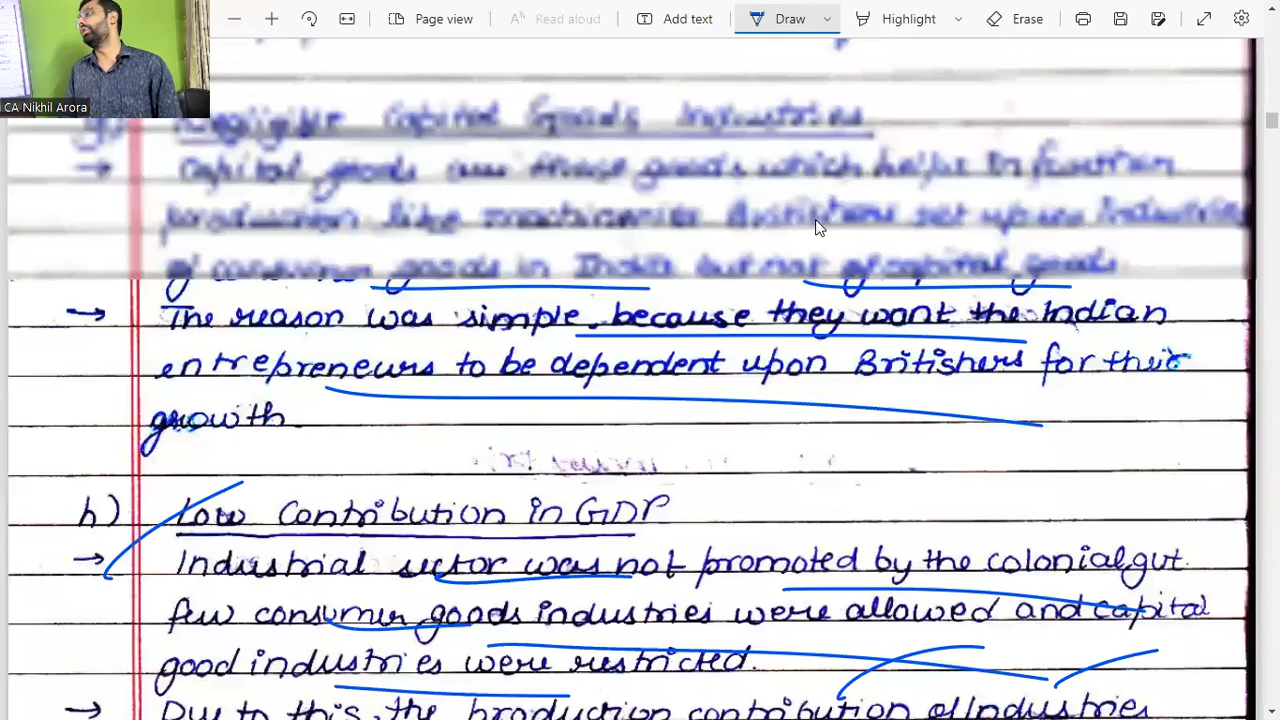 Page view
Read aloud
Add text
Draw
Highlight
Erase
CA Nikhil Arora
g) Negligible Capital Goods Industries
→ Capital goods are those goods which helps in further
production like machineries Britishers set up industries
of consumer goods in India but not of capital goods
→ The reason was simple. because they want the Indian
entrepreneurs to be dependent upon Britishers for their
growth.
h) Low Contribution in GDP
→ Industrial sector was not promoted by the colonial gvt.
few consumer goods industries were allowed and capital
good industries were restricted.
→ Due to this, the production contribution of Industries